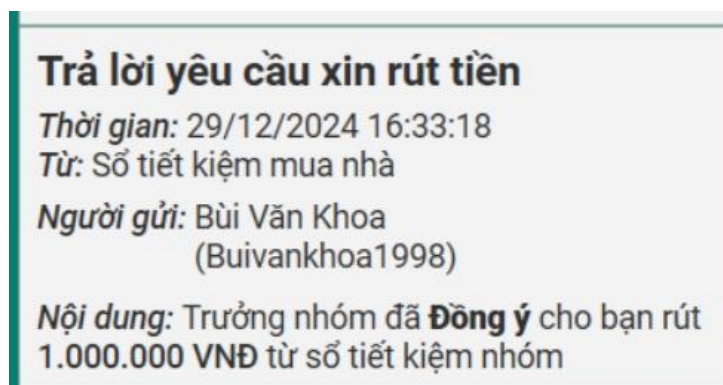 Trả lời yêu cầu xin rút tiền
Thời gian: 29/12/2024 16:33:18
Từ: Sổ tiết kiệm mua nhà
Người gửi: Bùi Văn Khoa
(Buivankhoa1998)
Nội dung: Trưởng nhóm đã Đồng ý cho bạn rút
1.000.000 VNĐ từ sổ tiết kiệm nhóm